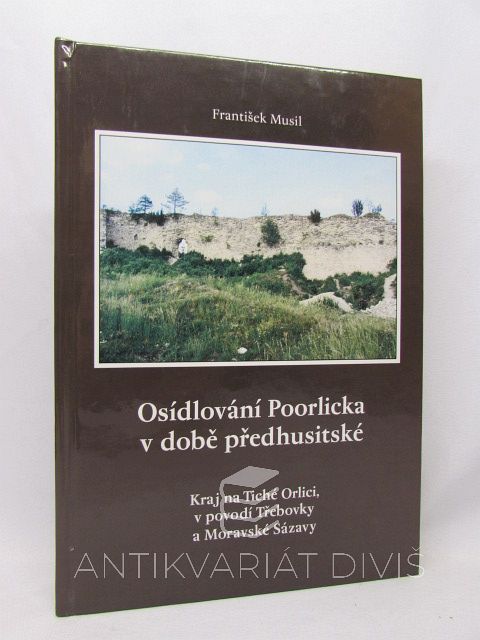 František Musil
Osídlování Poorlicka
v době předhusitské
Kraj na Tiché Orlici,
v povodí Třebovky
a Moravské Sázavy
ANTIKVARIÁT DIVIŠ